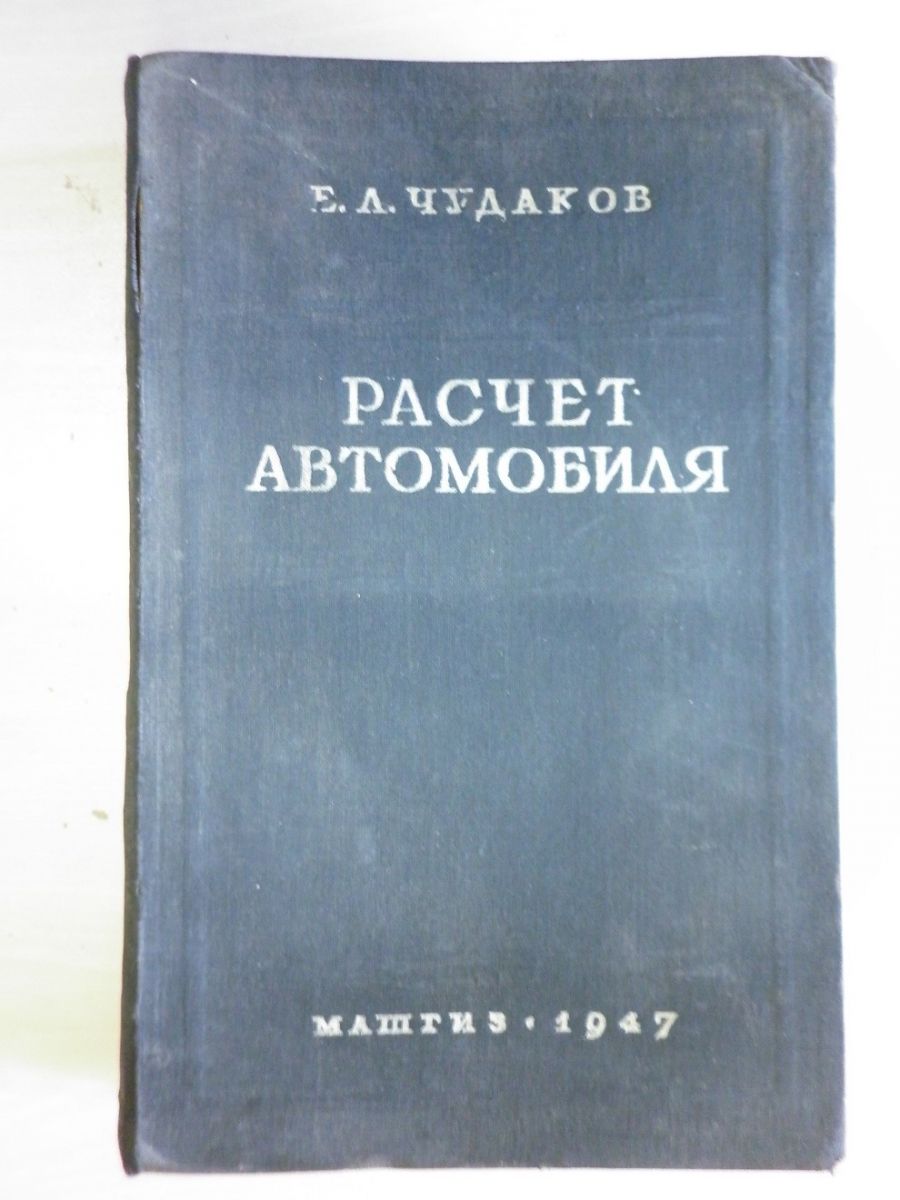 Е.А. ЧУДАКОВ
РАСЧЕТ
АВТОМОБИЛЯ
МАШГИЗ · 1947